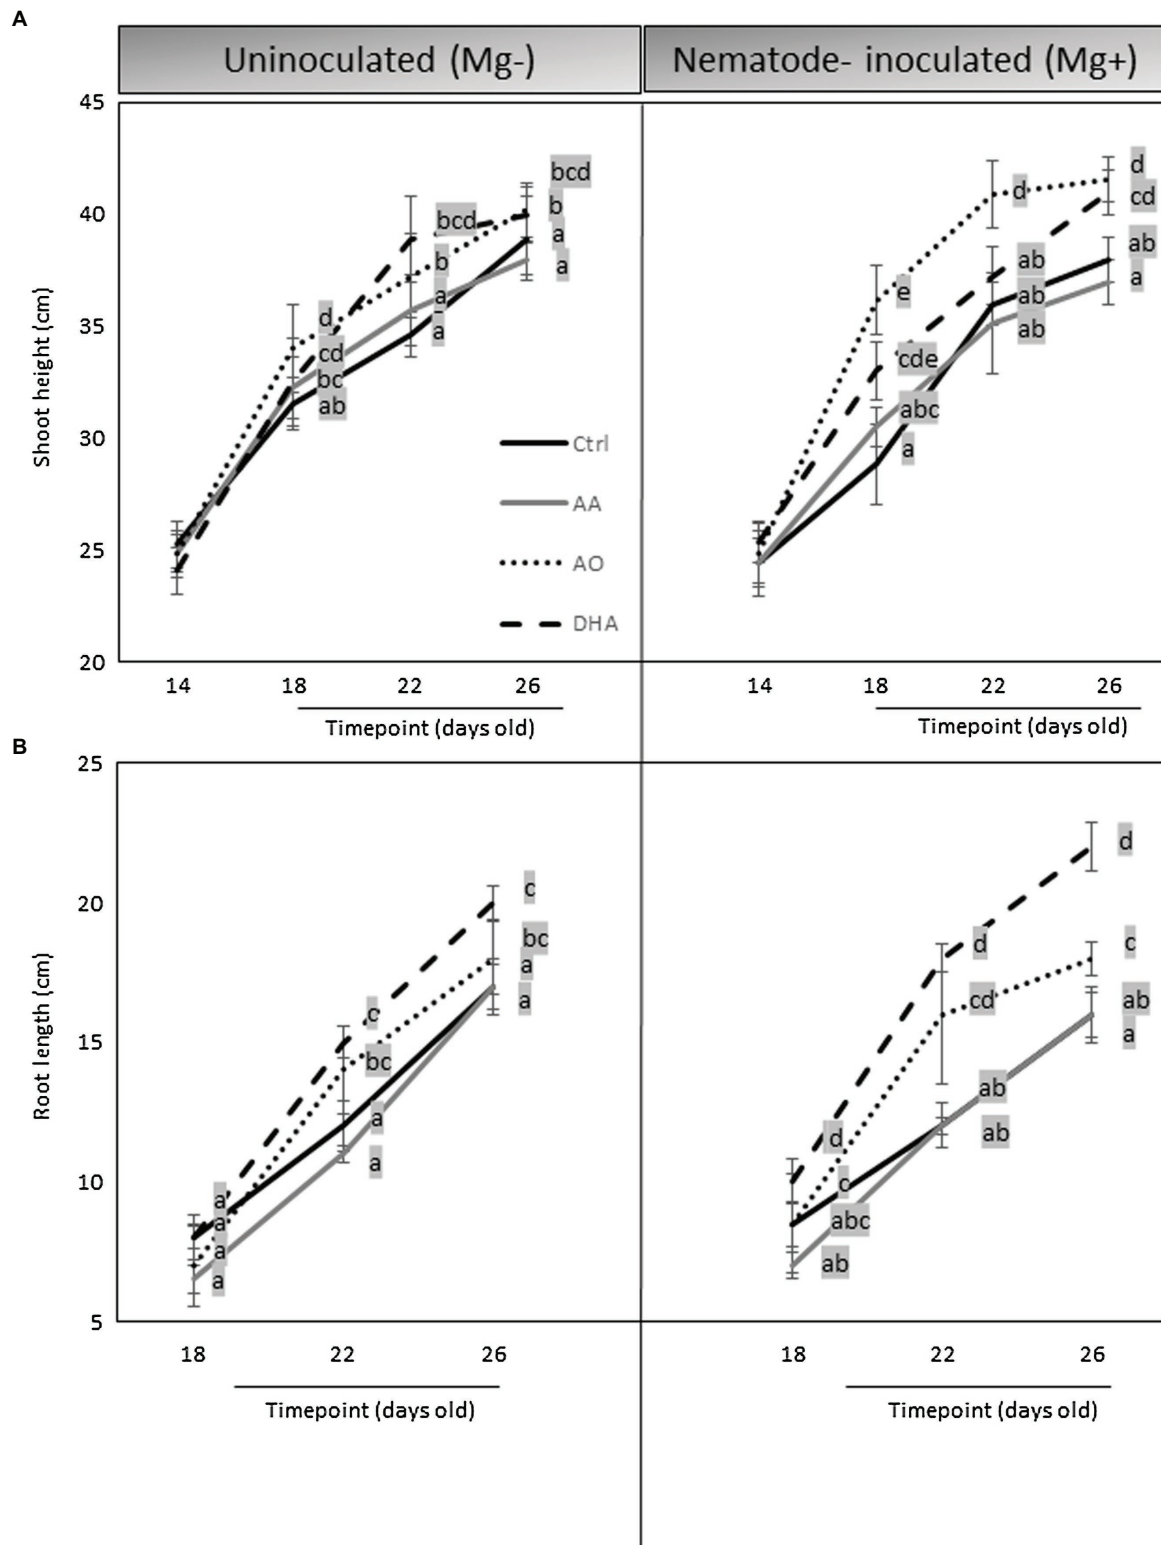 A
Uninoculated (Mg-)
Nematode- inoculated (Mg+)
45
40
35
30
25
20
Shoot height (cm)
bcd
b
a
a
bcd
b
a
a
d
cd
bc
ab
Ctrl
AA
AO
DHA
14 18 22 26
Timepoint (days old)
d
cd
ab
a
d
ab
ab
ab
e
cde
abc
a
14 18 22 26
Timepoint (days old)
B
25
20
15
10
5
Root length (cm)
c
bc
a
a
c
bc
a
a
a
a
a
a
18 22 26
Timepoint (days old)
d
c
ab
a
d
cd
ab
ab
d
c
abc
ab
18 22 26
Timepoint (days old)